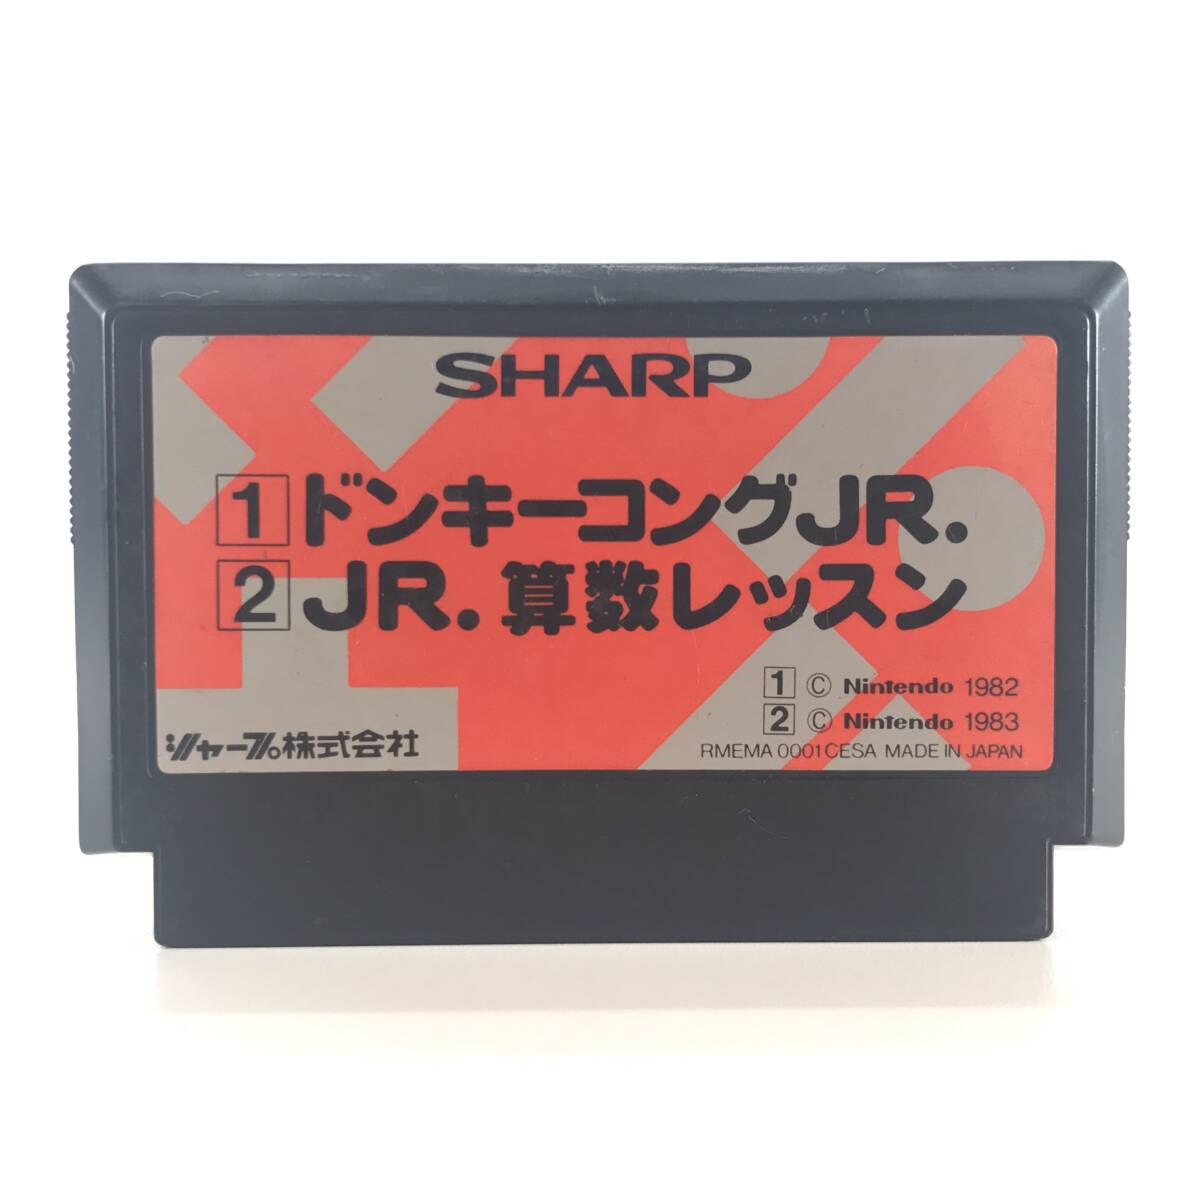 SHARP
1 ドンキーコングJR.
2 JR. 算数レッスン
1 © Nintendo 1982
2 © Nintendo 1983
シャープ株式会社
RMEMA 0001CESA MADE IN JAPAN